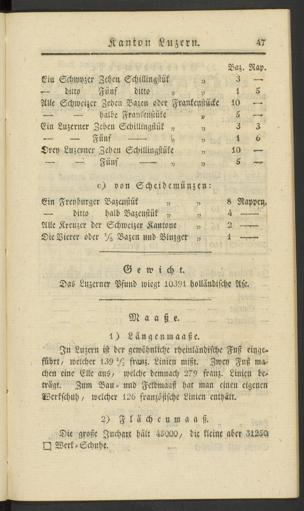 Kanton Luzern. 47
Baz. Rap.
Ein Schwyzer Zehen Schillingstük „ „ 3 —
— ditto Fünf ditto „ „ 1 5
Alle Schweizer Zehen Bazen oder Frankenstücke 10 —
— — halbe Frankenstücke „ 5 —
Ein Luzerner Zehen Schillingstük „ „ 3 3
— — Fünf — — „ „ 1 6
Drey Luzerner Zehen Schillingstüke „ 10 —
— — Fünf — — „ 5 —
c) von Scheidemünzen:
Ein Freyburger Bazenstük „ „ 8 Rappen.
— ditto halb Bazenstük „ „ 4 —
Alle Kreuzer der Schweizer Kantone „ 2 —
Die Vierer oder 1/8 Bazen und Bluzger „ 1 —
Gewicht.
Das Luzerner Pfund wiegt 10391 holländische Ase.
Maaße.
1) Längenmaaße.
In Luzern ist der gewöhnliche rheinländische Fuß einge-
führt, welcher 139 1/2 franz. Linien mißt. Zwey Fuß ma-
chen eine Elle aus, welche demnach 279 franz. Linien be-
trägt. Zum Bau- und Feldmaaß hat man einen eigenen
Werkschuh, welcher 126 französische Linien enthält.
2) Flächenmaaß.
Die große Juchart hält 45000, die kleine aber 31250
□ Werk-Schuhe.